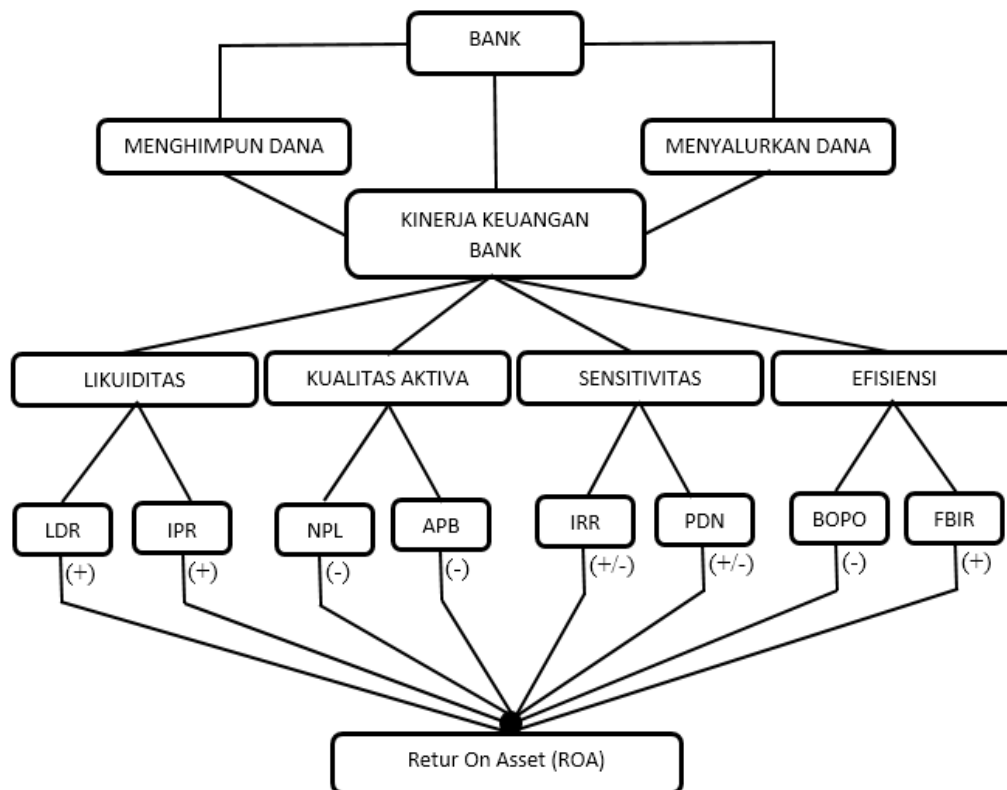 BANK
MENGHIMPUN DANA
MENYALURKAN DANA
KINERJA KEUANGAN
BANK
LIKUIDITAS
KUALITAS AKTIVA
SENSITIVITAS
EFISIENSI
LDR
IPR
NPL
APB
IRR
PDN
BOPO
FBIR
(+)
(+)
(-)
(-)
(+/-)
(+/-)
(-)
(+)
Retur On Asset (ROA)